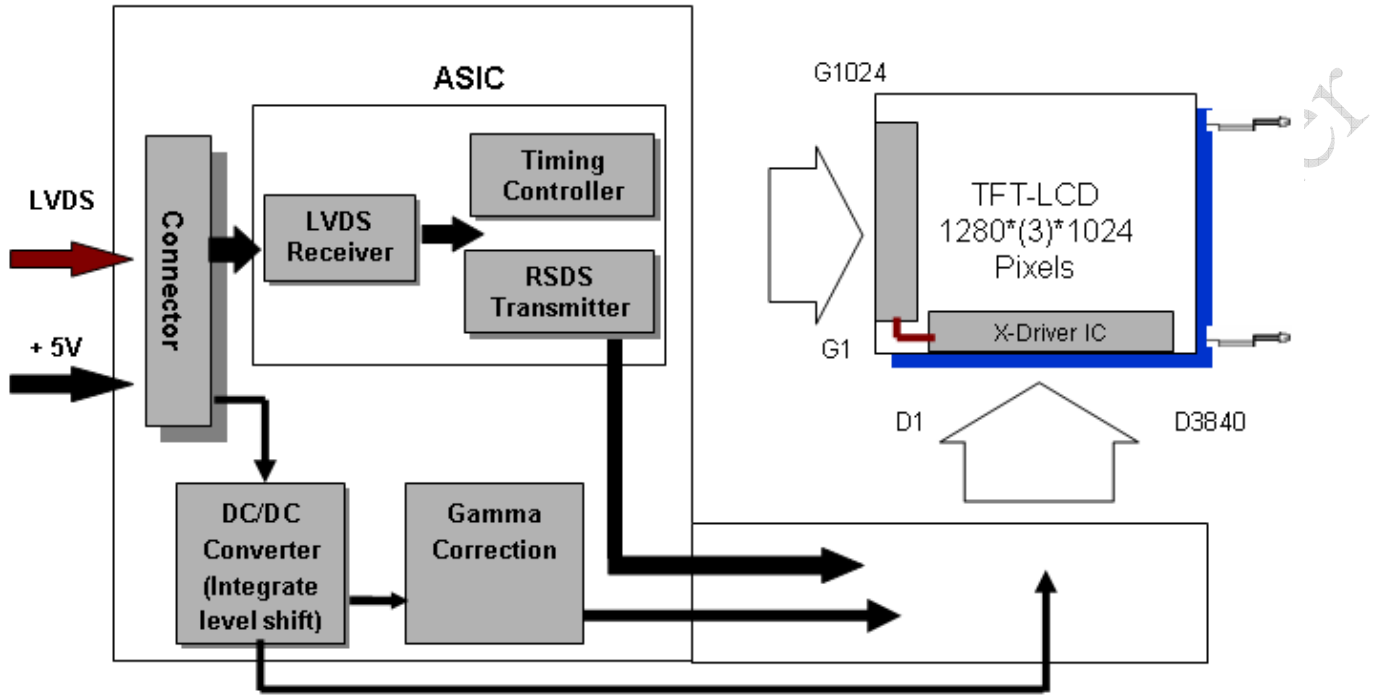 ASIC
LVDS
+ 5V
Connector
LVDS
Receiver
Timing
Controller
RSDS
Transmitter
DC/DC
Converter
(Integrate
level shift)
Gamma
Correction
G1024
G1
TFT-LCD
1280*(3)*1024
Pixels
X-Driver IC
D1
D3840